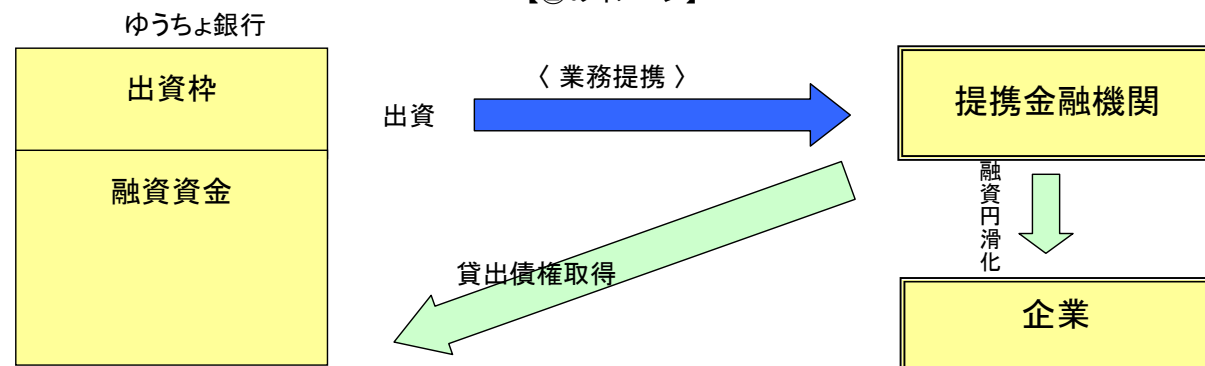 ゆうちょ銀行
出資枠
融資資金
出資
〈 業務提携 〉
貸出債権取得
提携金融機関
融資円滑化
企業